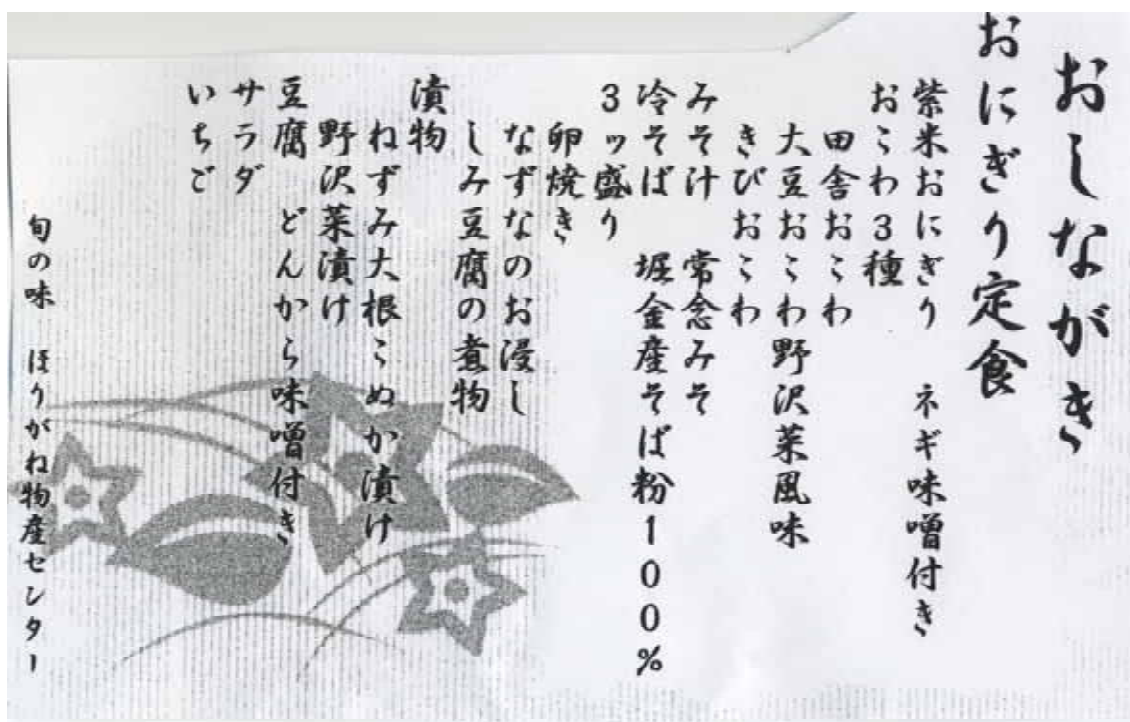 おしながき
おにぎり定食
紫米おにぎり　ネギ味噌付き
おこわ3種
田舎おこわ
大豆おこわ野沢菜風味
きびおこわ
みそ汁　常念みそ
冷そば　堀金産そば粉100%
3ッ盛り
卵焼き
なずなのお浸し
しみ豆腐の煮物
漬物
ねずみ大根こぬか漬け
野沢菜漬け
豆腐　どんから味噌付き
サラダ
いちご
旬の味　ほりがね物産センター